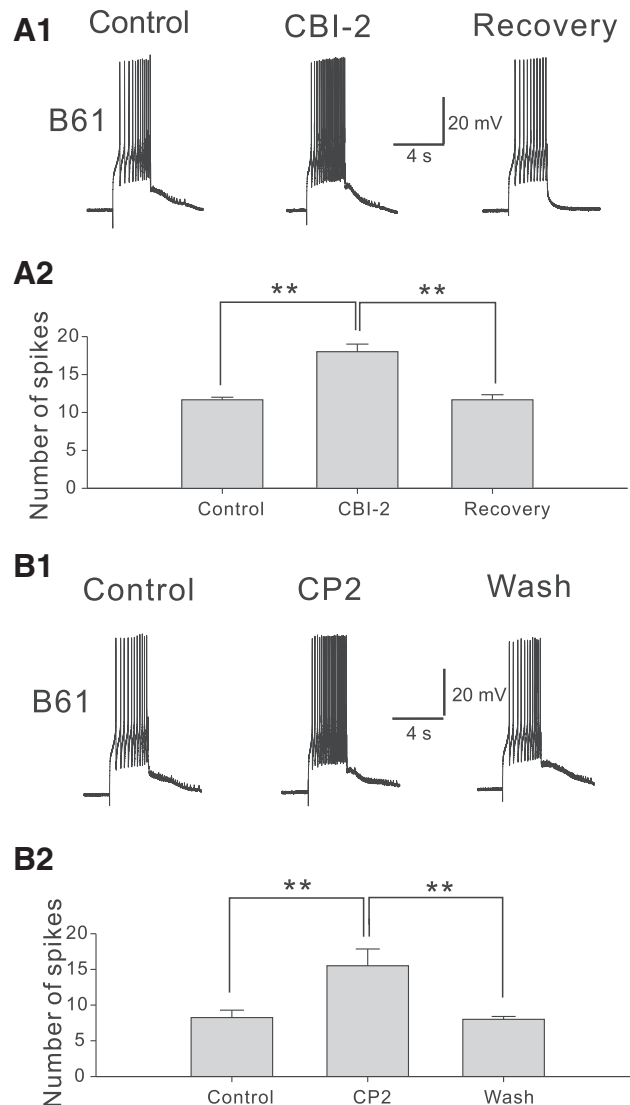 A1
Control CBI-2 Recovery
B61
20 mV
4 s
A2
** **
Number of spikes
20
15
10
5
0
Control CBI-2 Recovery
B1
Control CP2 Wash
B61
20 mV
4 s
B2
** **
Number of spikes
20
15
10
5
0
Control CP2 Wash